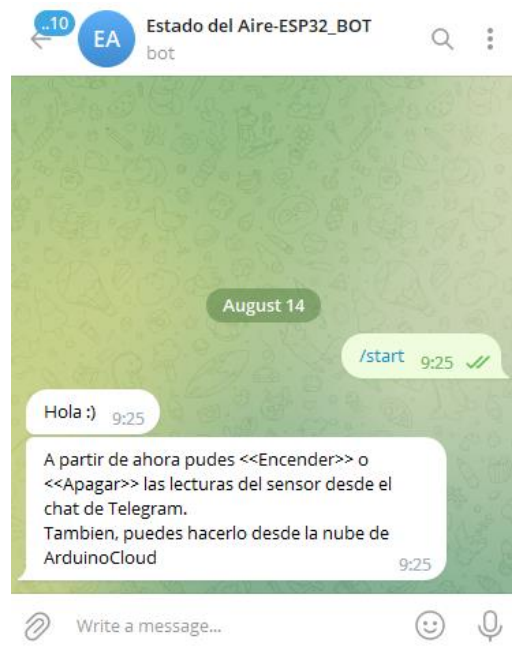 ..10
EA
Estado del Aire-ESP32_BOT
bot
August 14
/start 9:25
Hola :) 9:25
A partir de ahora pudes <<Encender>> o
<<Apagar>> las lecturas del sensor desde el
chat de Telegram.
Tambien, puedes hacerlo desde la nube de
ArduinoCloud 9:25
Write a message...